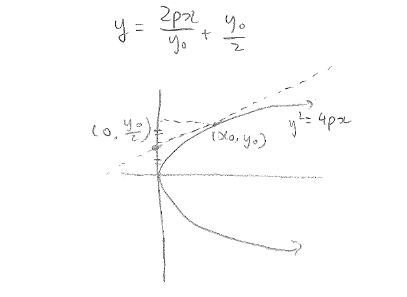 y = 2px/y₀ + y₀/2
(0, y₀/2)
(x₀, y₀)
y² = 4px